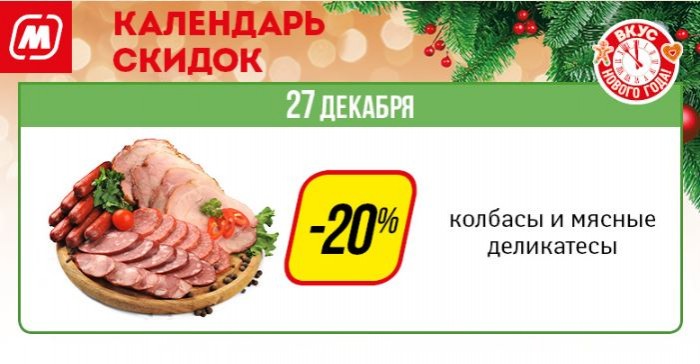 М
КАЛЕНДАРЬ
СКИДОК
ВКУС
НОВОГО ГОДА!
27 ДЕКАБРЯ
-20%
колбасы и мясные
деликатесы